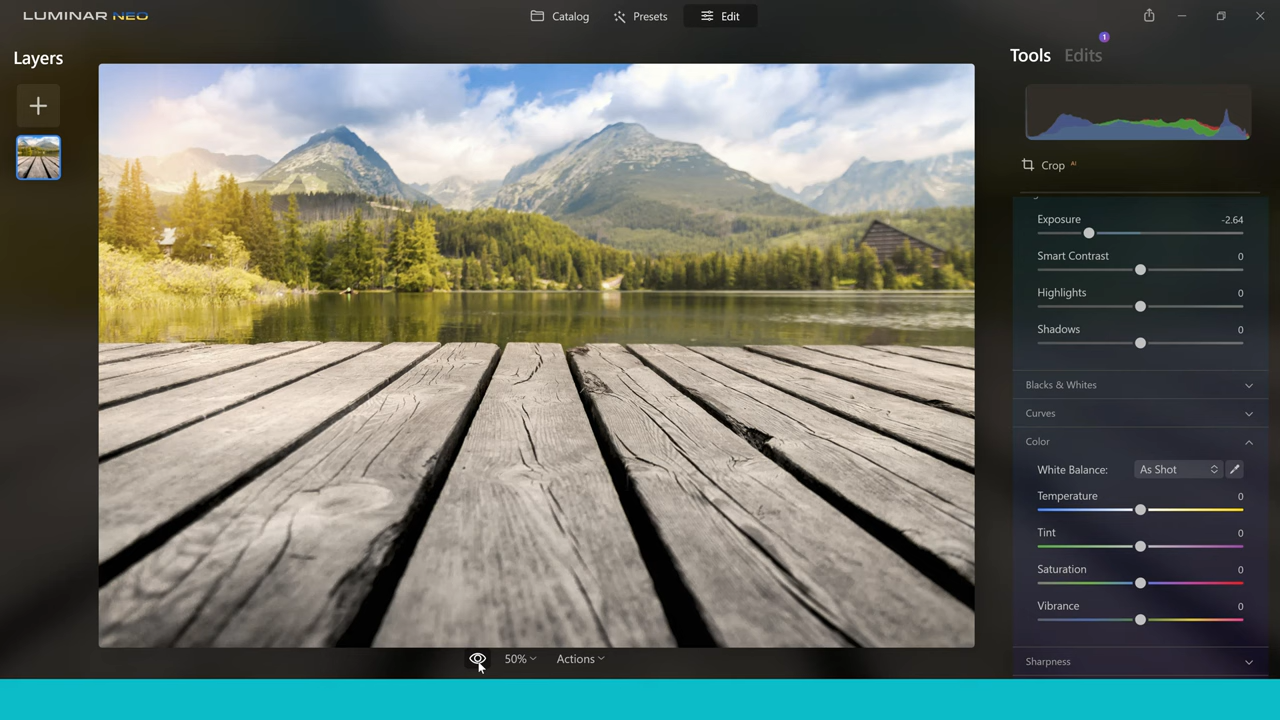 LUMINAR NEO
Catalog
Presets
Edit
Layers
1
Tools
Edits
Crop AI
Exposure -2.64
Smart Contrast 0
Highlights 0
Shadows 0
Blacks & Whites
Curves
Color
White Balance: As Shot
Temperature 0
Tint 0
Saturation 0
Vibrance 0
Sharpness
50%
Actions